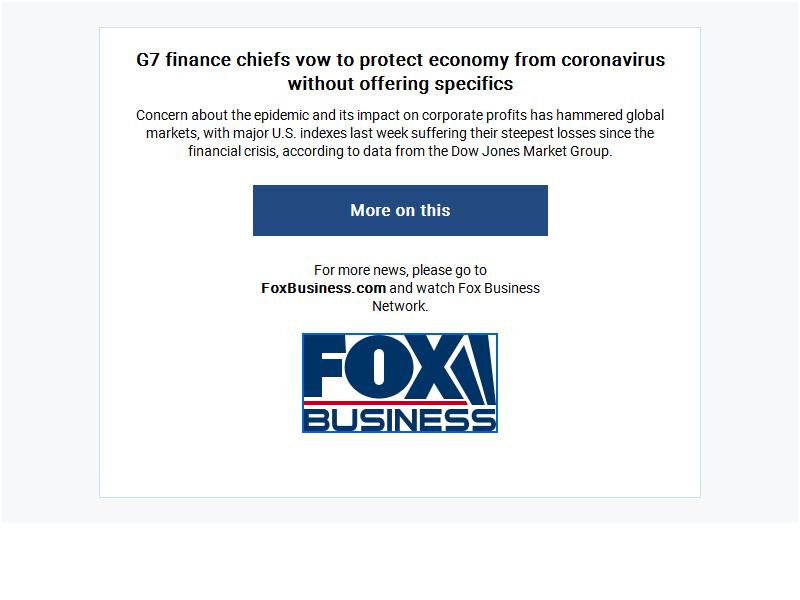 G7 finance chiefs vow to protect economy from coronavirus
without offering specifics
Concern about the epidemic and its impact on corporate profits has hammered global
markets, with major U.S. indexes last week suffering their steepest losses since the
financial crisis, according to data from the Dow Jones Market Group.
More on this
For more news, please go to
FoxBusiness.com and watch Fox Business
Network.
FOX
BUSINESS